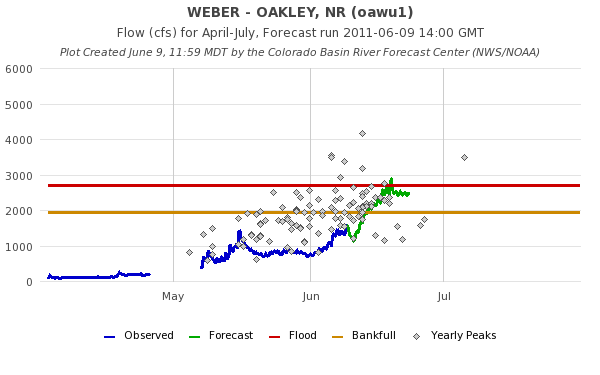 WEBER - OAKLEY, NR (oawu1)
Flow (cfs) for April-July, Forecast run 2011-06-09 14:00 GMT
Plot Created June 9, 11:59 MDT by the Colorado Basin River Forecast Center (NWS/NOAA)
6000
5000
4000
3000
2000
1000
0
May Jun Jul
Observed Forecast Flood Bankfull Yearly Peaks